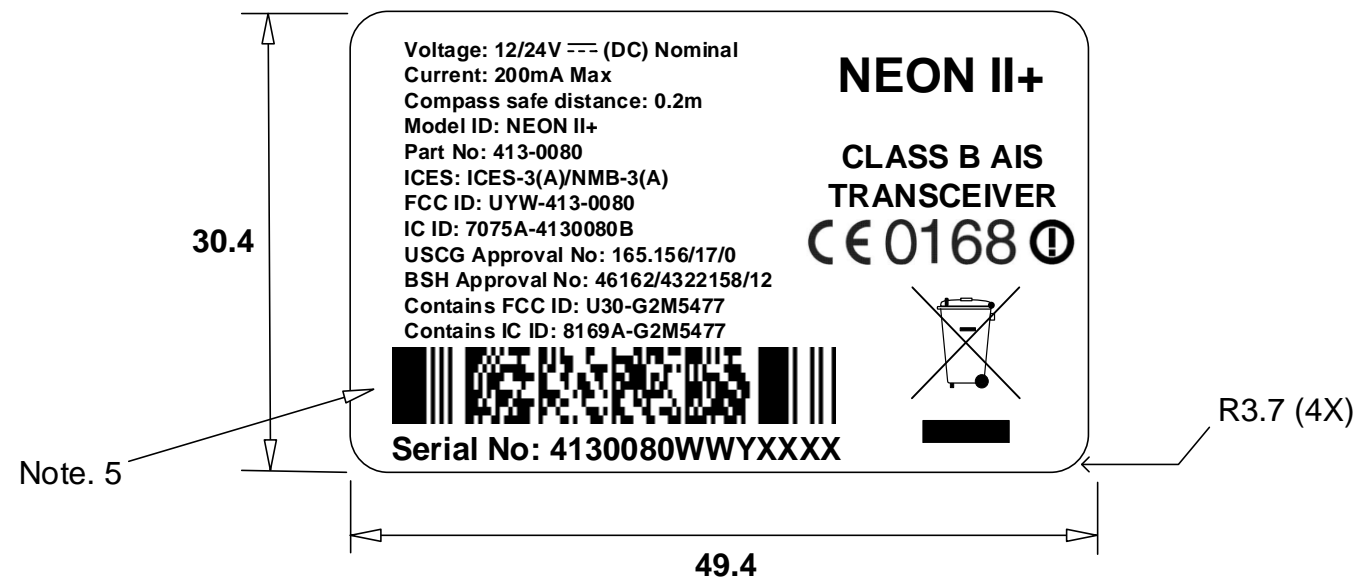 Voltage: 12/24V ⎓ (DC) Nominal
Current: 200mA Max
Compass safe distance: 0.2m
Model ID: NEON II+
Part No: 413-0080
ICES: ICES-3(A)/NMB-3(A)
FCC ID: UYW-413-0080
IC ID: 7075A-4130080B
USCG Approval No: 165.156/17/0
BSH Approval No: 46162/4322158/12
Contains FCC ID: U30-G2M5477
Contains IC ID: 8169A-G2M5477
Serial No: 4130080WWYXXXX
NEON II+
CLASS B AIS
TRANSCEIVER
CE0168
30.4
Note. 5
R3.7 (4X)
49.4